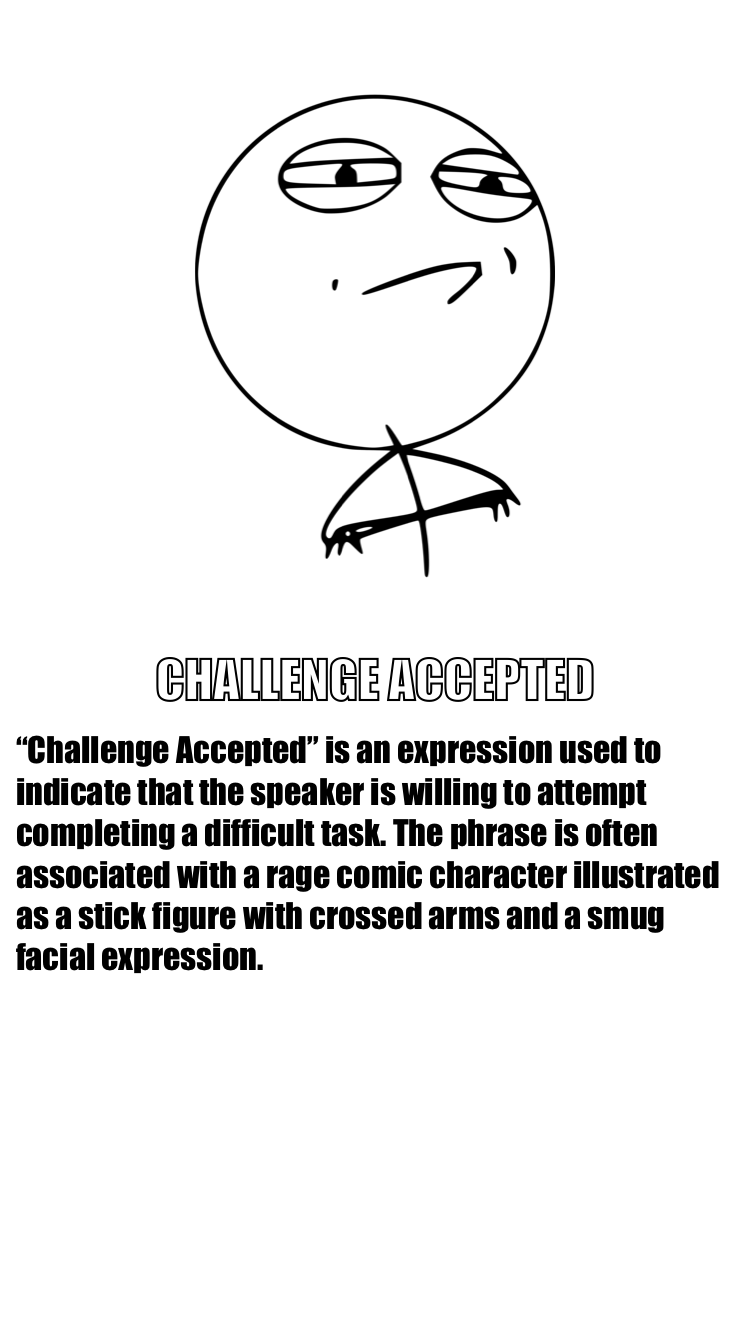 CHALLENGE ACCEPTED
“Challenge Accepted” is an expression used to
indicate that the speaker is willing to attempt
completing a difficult task. The phrase is often
associated with a rage comic character illustrated
as a stick figure with crossed arms and a smug
facial expression.